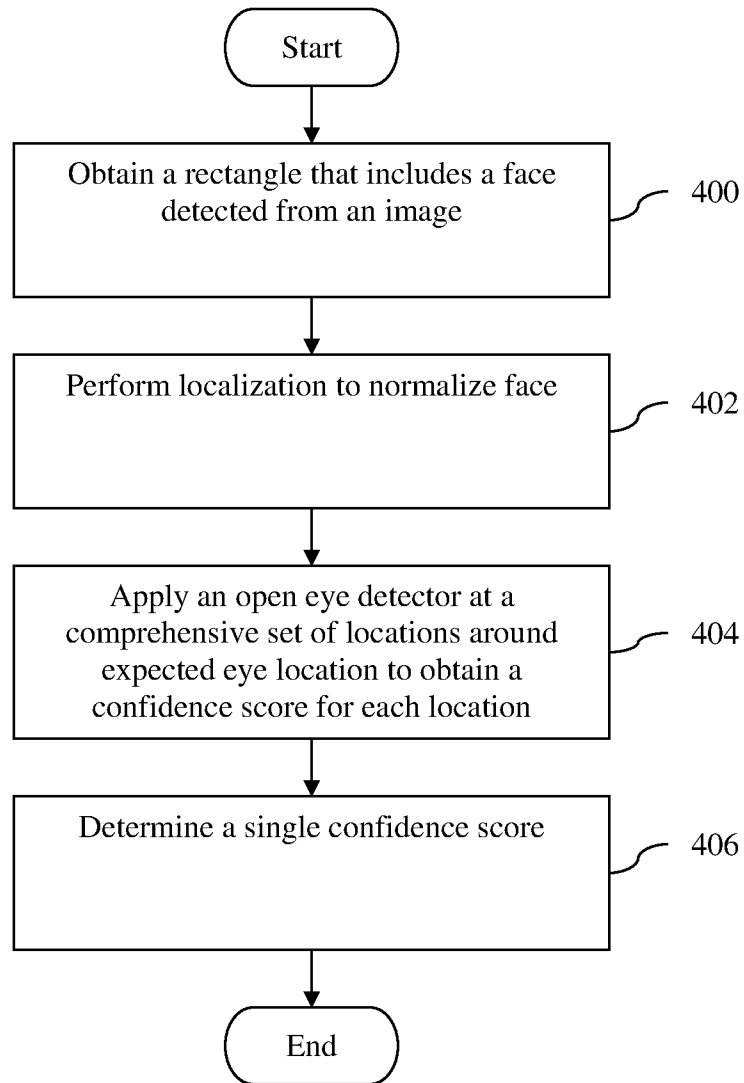 Start
Obtain a rectangle that includes a face
detected from an image
400
Perform localization to normalize face
402
Apply an open eye detector at a
comprehensive set of locations around
expected eye location to obtain a
confidence score for each location
404
Determine a single confidence score
406
End